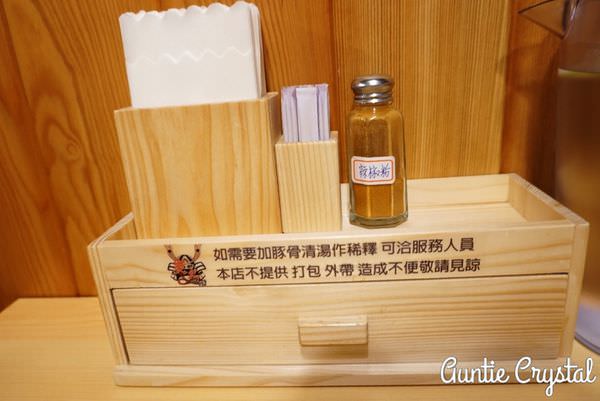 辣椒粉
如需要加豚骨清湯作稀釋 可洽服務人員
本店不提供 打包 外帶 造成不便敬請見諒
Auntie Crystal